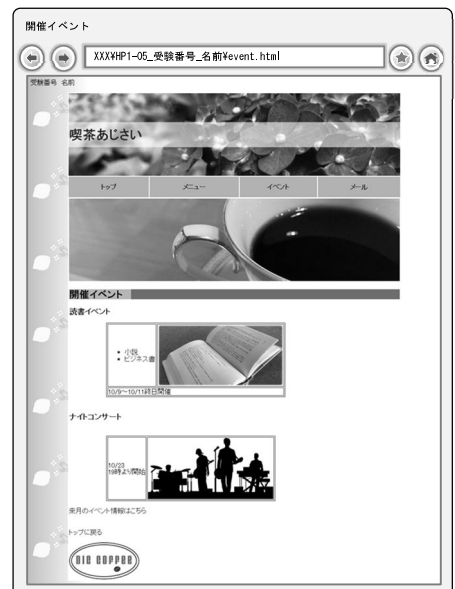 開催イベント
XXX¥HP1-05_受験番号_名前¥event.html
受験番号 名前
喫茶あじさい
トップ
メニュー
イベント
メール
開催イベント
読書イベント
小説
ビジネス書
10/9～10/11終日開催
ナイトコンサート
10/23
19時より開始
来月のイベント情報はこちら
トップに戻る
BIG COFFEE